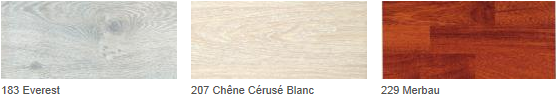 183 Everest
207 Chêne Cérusé Blanc
229 Merbau